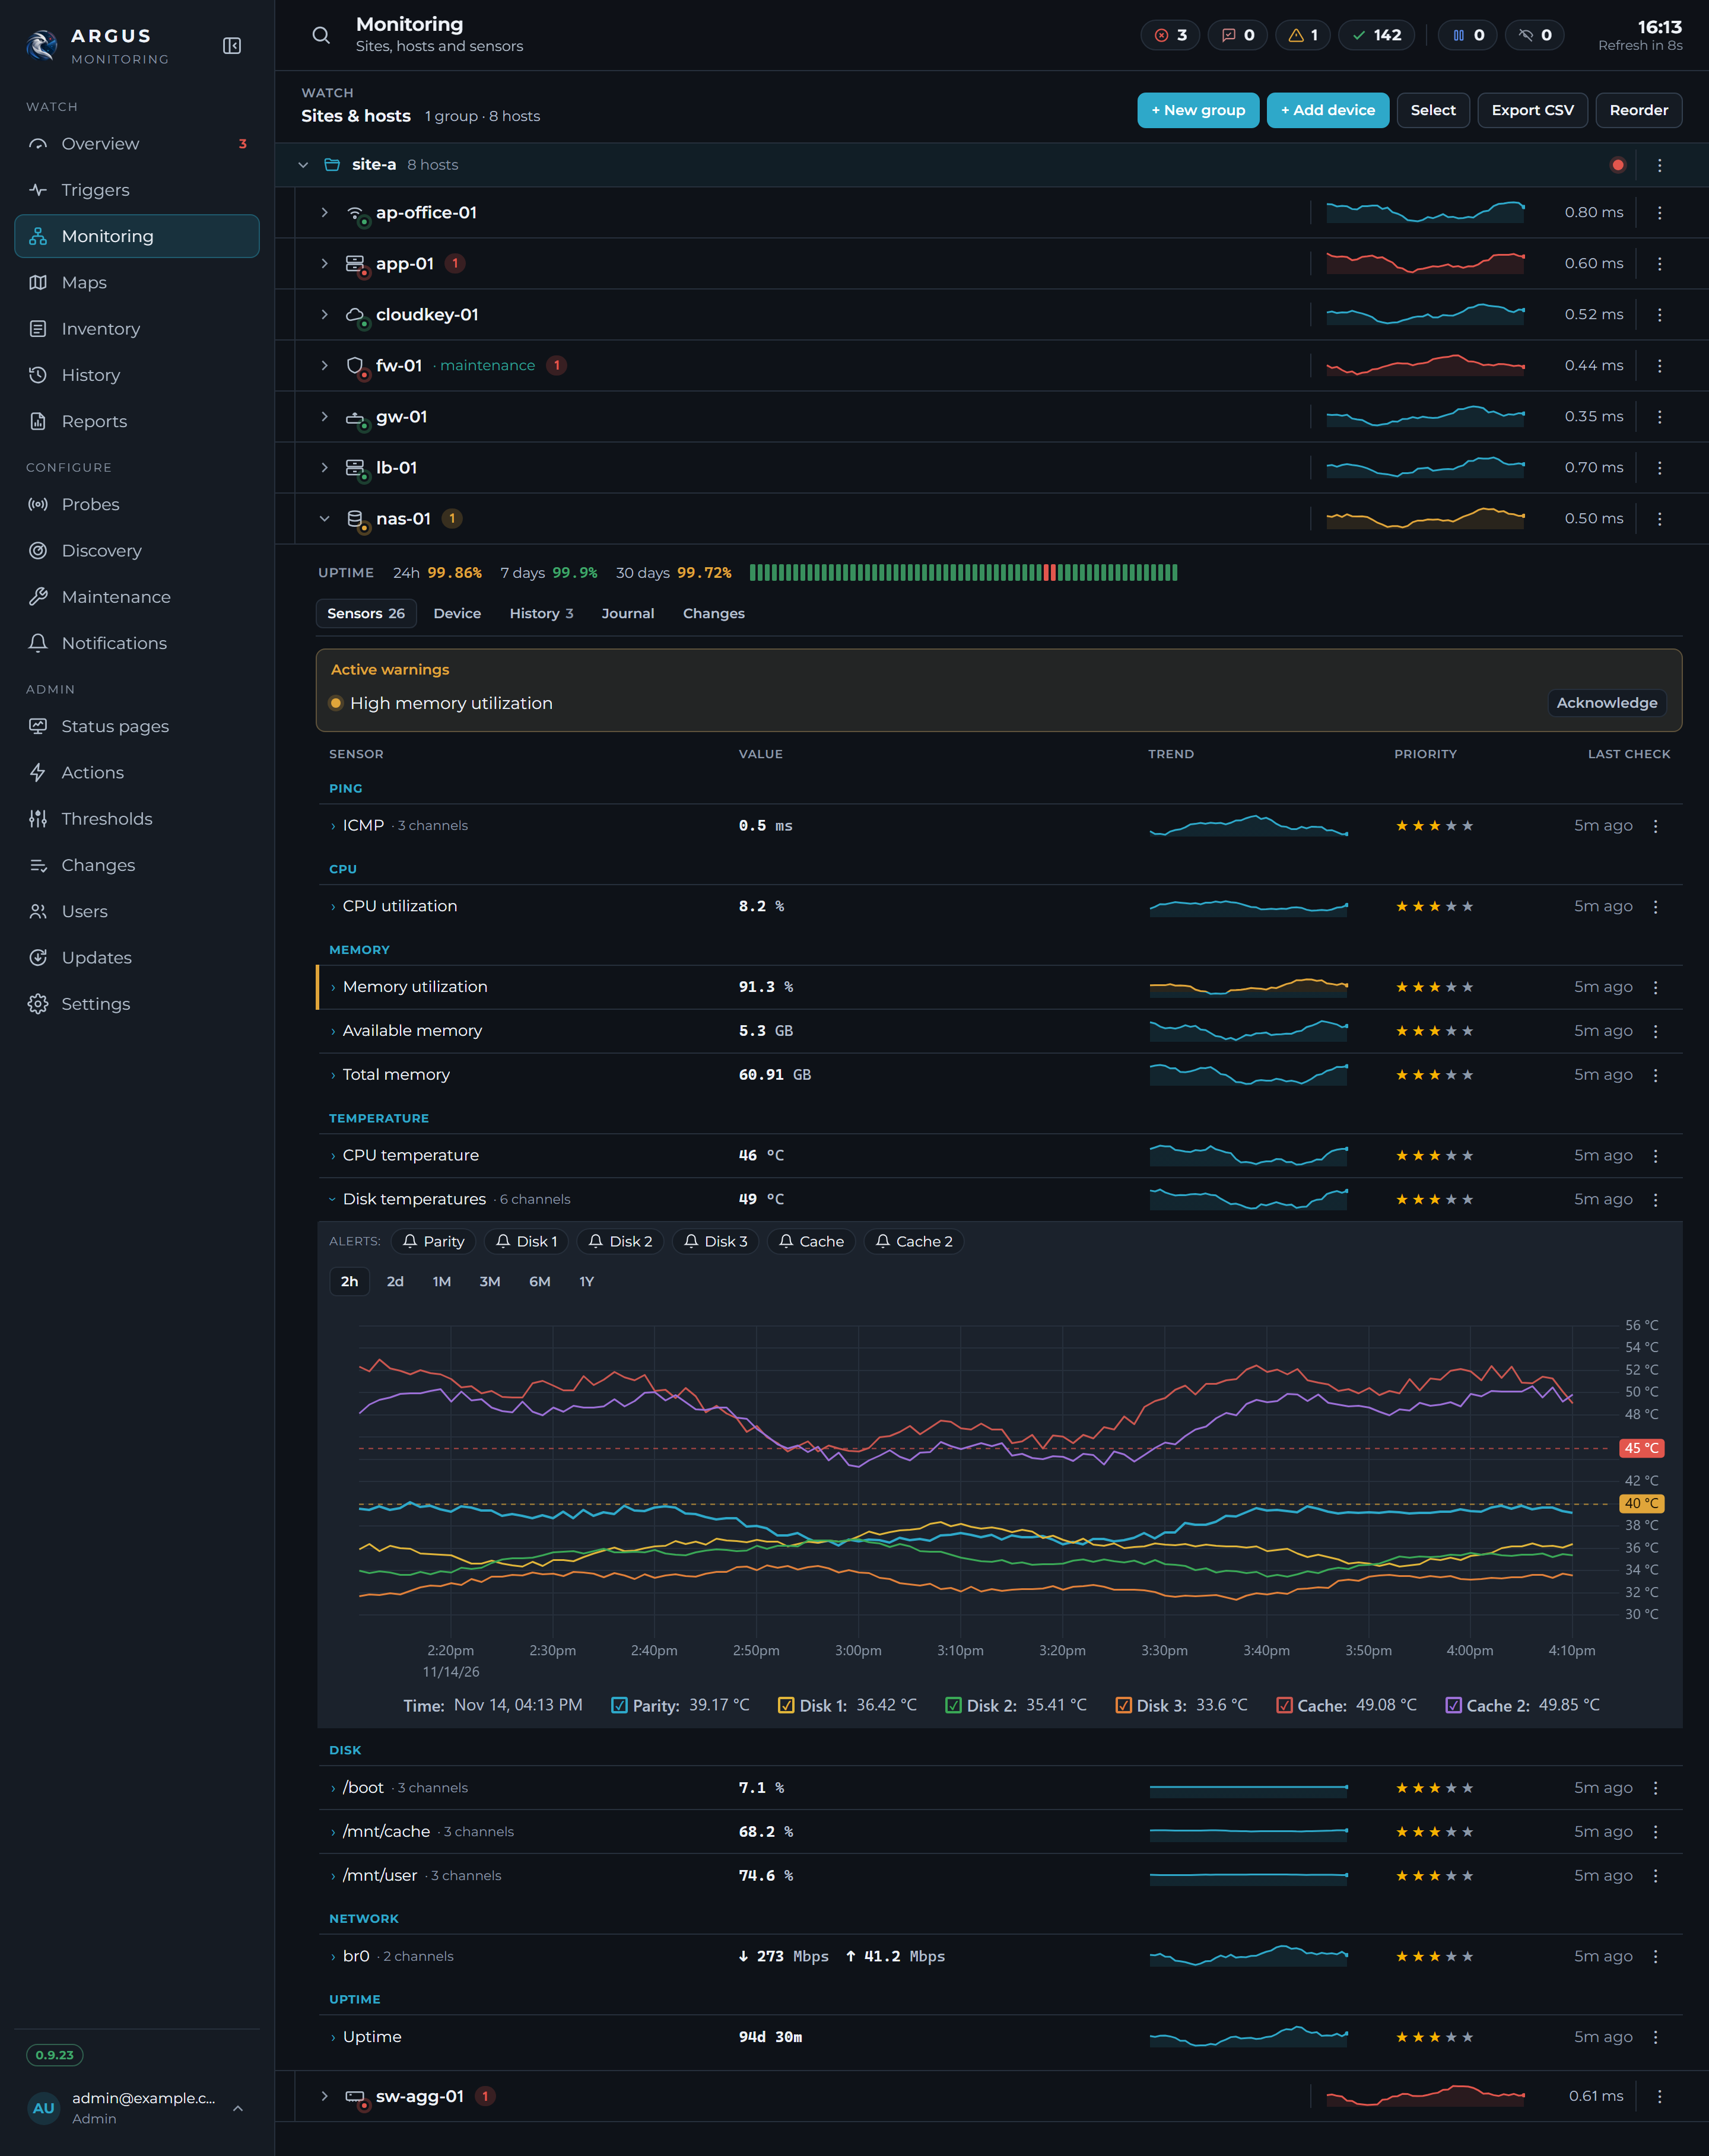 ARGUS
MONITORING
WATCH
Overview 3
Triggers
Monitoring
Maps
Inventory
History
Reports
CONFIGURE
Probes
Discovery
Maintenance
Notifications
ADMIN
Status pages
Actions
Thresholds
Changes
Users
Updates
Settings
0.9.23
AU
admin@example.c...
Admin
Monitoring
Sites, hosts and sensors
3 0 1 142 0 0
16:13
Refresh in 8s
WATCH
Sites & hosts 1 group · 8 hosts
+ New group + Add device Select Export CSV Reorder
site-a 8 hosts
ap-office-01 0.80 ms
app-01 1 0.60 ms
cloudkey-01 0.52 ms
fw-01 · maintenance 1 0.44 ms
gw-01 0.35 ms
lb-01 0.70 ms
nas-01 1 0.50 ms
UPTIME 24h 99.86% 7 days 99.9% 30 days 99.72%
Sensors 26 Device History 3 Journal Changes
Active warnings
High memory utilization Acknowledge
SENSOR VALUE TREND PRIORITY LAST CHECK
PING
ICMP · 3 channels 0.5 ms ★★★★★ 5m ago
CPU
CPU utilization 8.2 % ★★★★★ 5m ago
MEMORY
Memory utilization 91.3 % ★★★★★ 5m ago
Available memory 5.3 GB ★★★★★ 5m ago
Total memory 60.91 GB ★★★★★ 5m ago
TEMPERATURE
CPU temperature 46 °C ★★★★★ 5m ago
Disk temperatures · 6 channels 49 °C ★★★★★ 5m ago
ALERTS: Parity Disk 1 Disk 2 Disk 3 Cache Cache 2
2h 2d 1M 3M 6M 1Y
56 °C
54 °C
52 °C
50 °C
48 °C
45 °C
42 °C
40 °C
38 °C
36 °C
34 °C
32 °C
30 °C
2:20pm 2:30pm 2:40pm 2:50pm 3:00pm 3:10pm 3:20pm 3:30pm 3:40pm 3:50pm 4:00pm 4:10pm
11/14/26
Time: Nov 14, 04:13 PM Parity: 39.17 °C Disk 1: 36.42 °C Disk 2: 35.41 °C Disk 3: 33.6 °C Cache: 49.08 °C Cache 2: 49.85 °C
DISK
/boot · 3 channels 7.1 % ★★★★★ 5m ago
/mnt/cache · 3 channels 68.2 % ★★★★★ 5m ago
/mnt/user · 3 channels 74.6 % ★★★★★ 5m ago
NETWORK
br0 · 2 channels ↓ 273 Mbps ↑ 41.2 Mbps ★★★★★ 5m ago
UPTIME
Uptime 94d 30m ★★★★★ 5m ago
sw-agg-01 1 0.61 ms